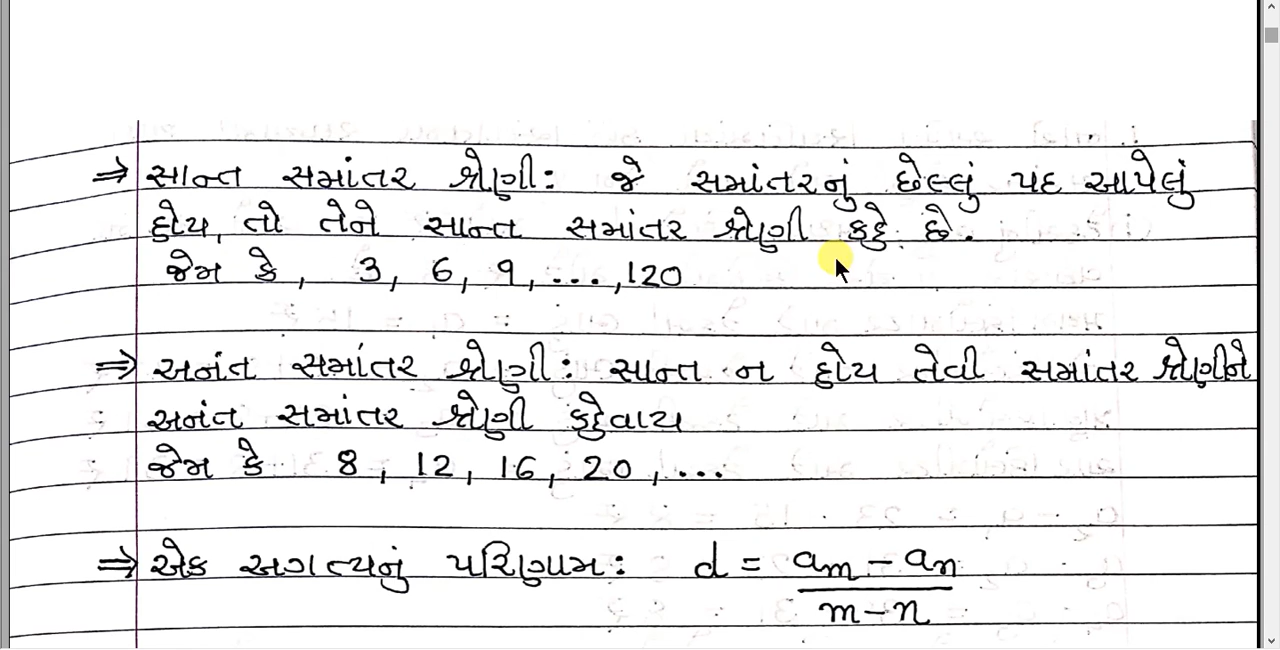 ⇒ સાન્ત સમાંતર શ્રેણી: જે સમાંતરનું છેલ્લું પદ આપેલું
હોય, તો તેને સાન્ત સમાંતર શ્રેણી કહે છે.
જેમ કે, 3, 6, 9, ..., 120
⇒ અનંત સમાંતર શ્રેણી: સાન્ત ન હોય તેવી સમાંતર શ્રેણીને
અનંત સમાંતર શ્રેણી કહેવાય
જેમ કે 8, 12, 16, 20, ...
⇒ એક અગત્યનું પરિણામ: d = (am - an) / (m - n)